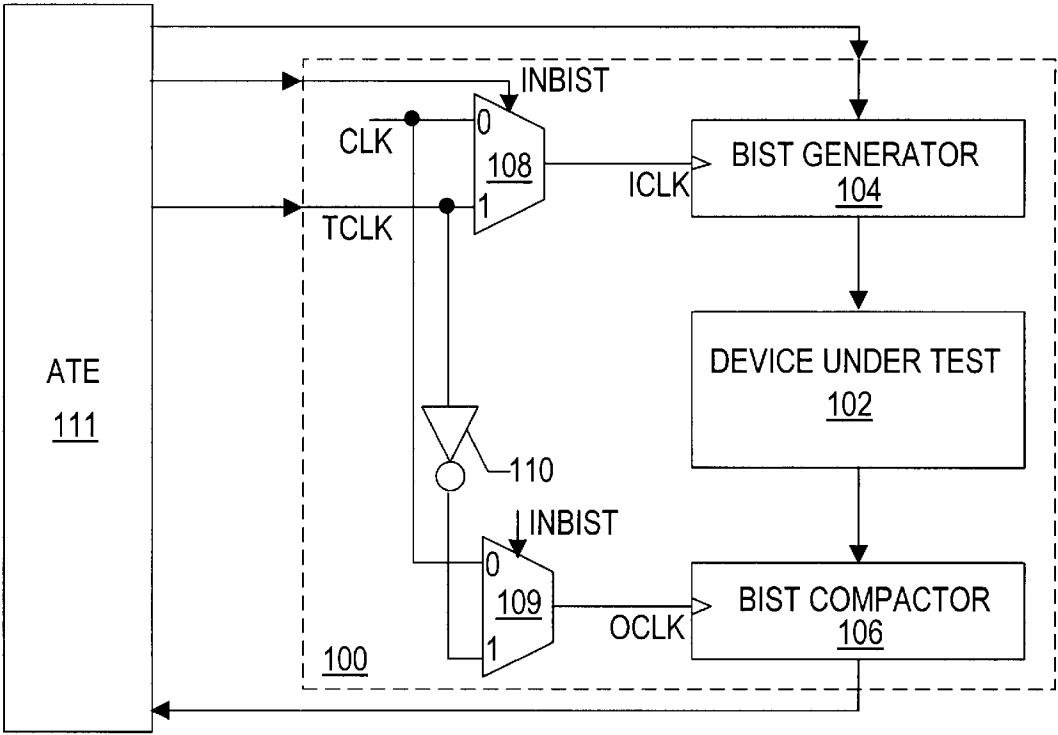 INBIST
CLK
0
108
1
TCLK
ICLK
BIST GENERATOR
104
ATE
111
DEVICE UNDER TEST
102
110
INBIST
0
109
1
OCLK
BIST COMPACTOR
106
100